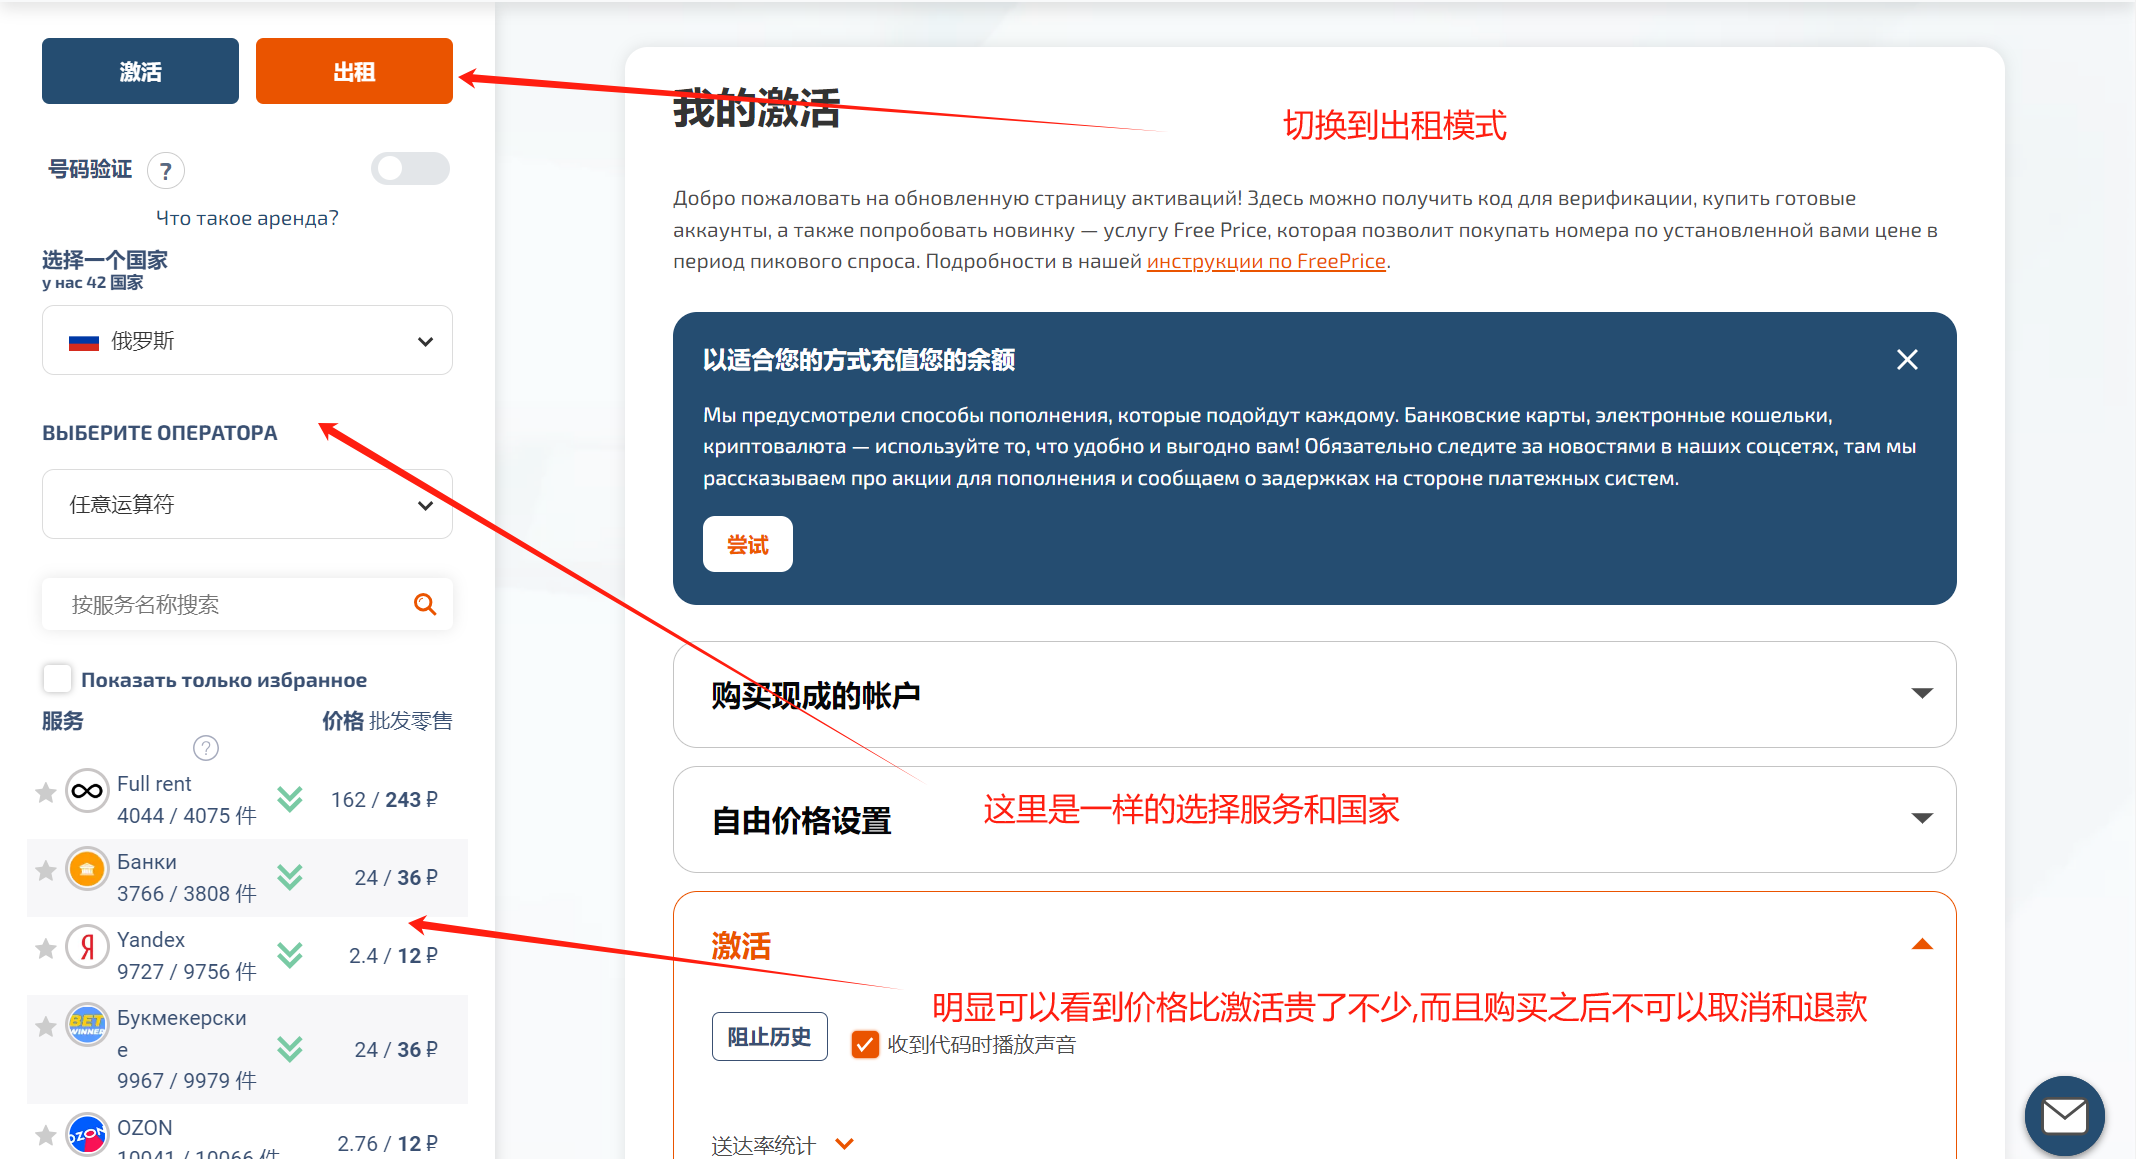 激活
出租
号码验证 ?
Что такое аренда?
选择一个国家
у нас 42 国家
俄罗斯
ВЫБЕРИТЕ ОПЕРАТОРА
任意运算符
按服务名称搜索
Показать только избранное
服务 价格 批发零售
?
Full rent
4044 / 4075 件
162 / 243 ₽
Банки
3766 / 3808 件
24 / 36 ₽
Я
Yandex
9727 / 9756 件
2.4 / 12 ₽
BET
WINNER
Букмекерски
е
9967 / 9979 件
24 / 36 ₽
OZON
OZON
10041 / 10066 件
2.76 / 12 ₽
我的激活
切换到出租模式
Добро пожаловать на обновленную страницу активаций! Здесь можно получить код для верификации, купить готовые
аккаунты, а также попробовать новинку — услугу Free Price, которая позволит покупать номера по установленной вами цене в
период пикового спроса. Подробности в нашей инструкции по FreePrice.
以适合您的方式充值您的余额
Мы предусмотрели способы пополнения, которые подойдут каждому. Банковские карты, электронные кошельки,
криптовалюта — используйте то, что удобно и выгодно вам! Обязательно следите за новостями в наших соцсетях, там мы
рассказываем про акции для пополнения и сообщаем о задержках на стороне платежных систем.
尝试
购买现成的帐户
自由价格设置
这里是一样的选择服务和国家
激活
明显可以看到价格比激活贵了不少,而且购买之后不可以取消和退款
阻止历史
收到代码时播放声音
送达率统计